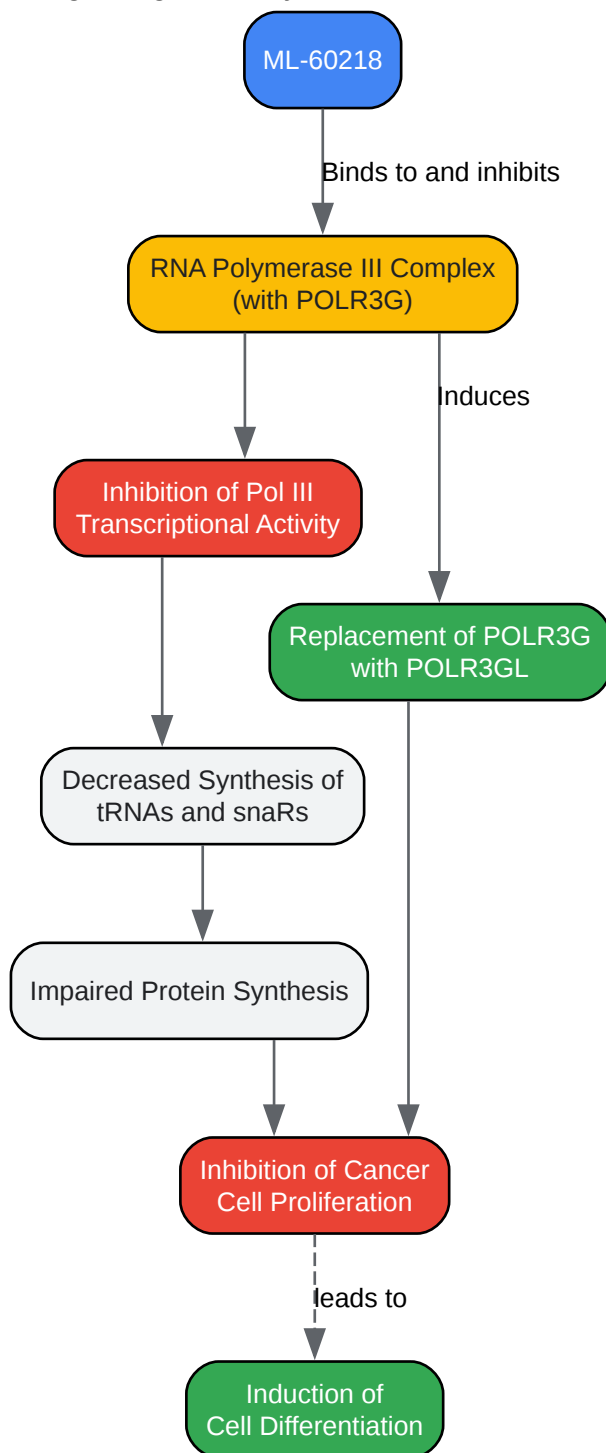 ML-60218
Binds to and inhibits
RNA Polymerase III Complex
(with POLR3G)
Induces
Inhibition of Pol III
Transcriptional Activity
Replacement of POLR3G
with POLR3GL
Decreased Synthesis of
tRNAs and snaRs
Impaired Protein Synthesis
Inhibition of Cancer
Cell Proliferation
leads to
Induction of
Cell Differentiation